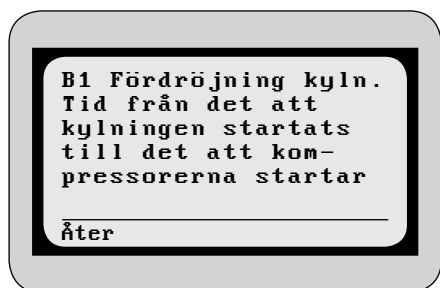 B1 Fördröjning kyln.
Tid från det att
kylningen startats
till det att kom-
pressorerna startar
Åter